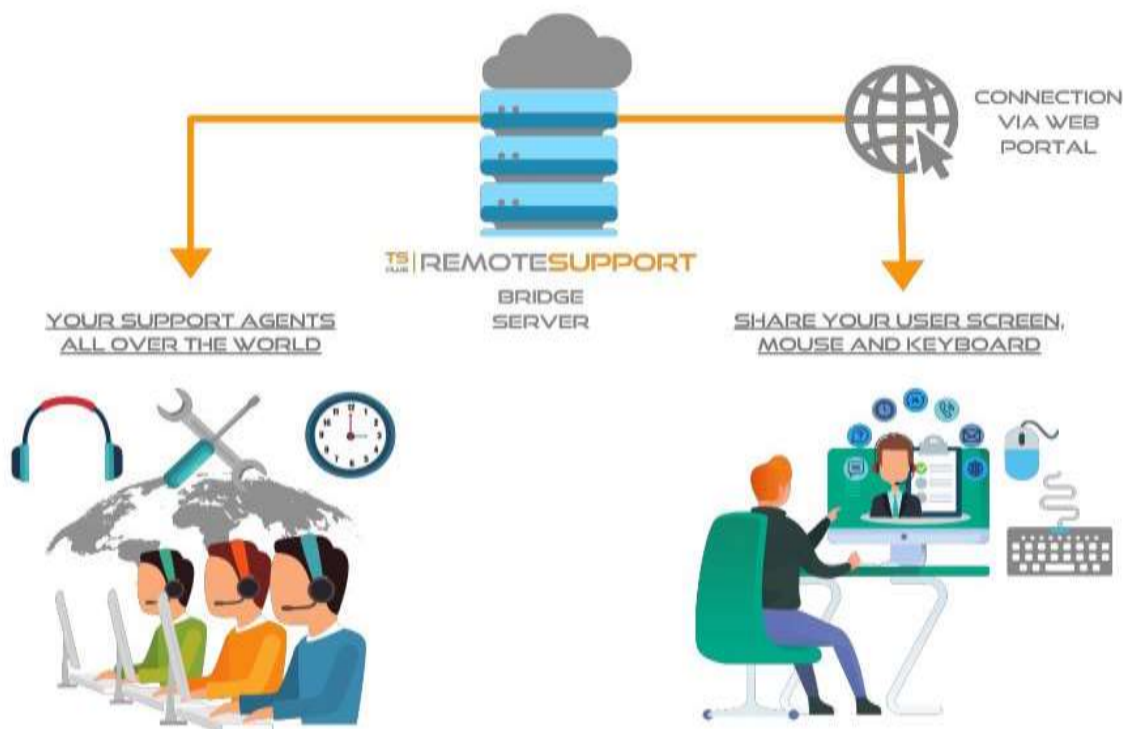 CONNECTION
VIA WEB
PORTAL
TS PLUS | REMOTESUPPORT
BRIDGE
SERVER
YOUR SUPPORT AGENTS
ALL OVER THE WORLD
SHARE YOUR USER SCREEN,
MOUSE AND KEYBOARD